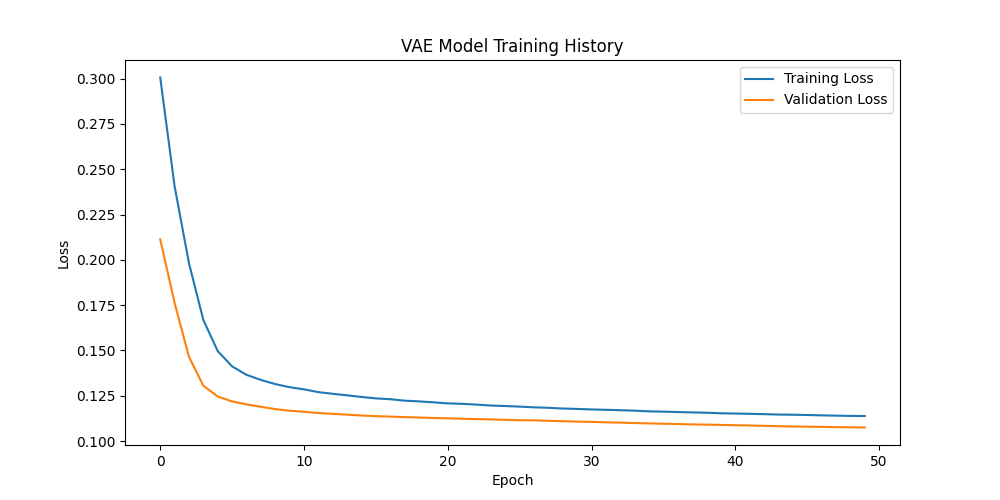 VAE Model Training History
Training Loss
Validation Loss
0.300
0.275
0.250
0.225
0.200
0.175
0.150
0.125
0.100
Loss
0 10 20 30 40 50
Epoch